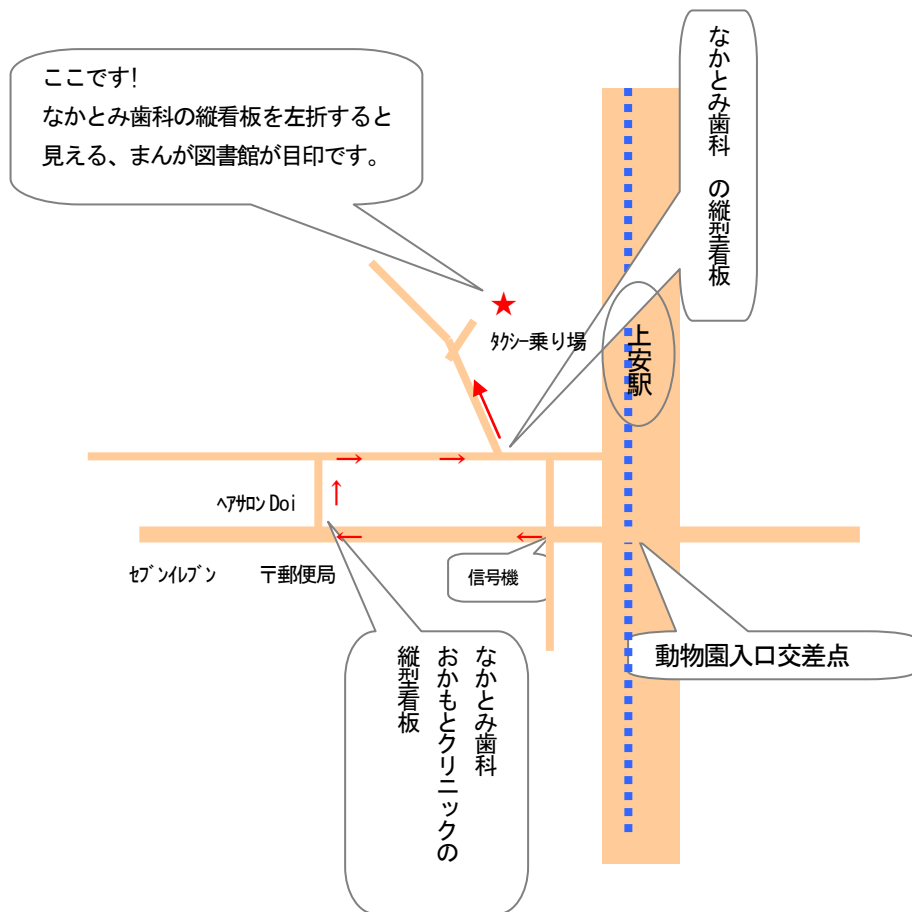 ここです!
なかとみ歯科の縦看板を左折すると
見える、まんが図書館が目印です。
なかとみ歯科　の縦型看板
★
ﾀｸｼｰ乗り場
上安駅
→
→
↑
ﾍｱｻﾛﾝ Doi
←
←
ｾﾌﾞﾝｲﾚﾌﾞﾝ
〒郵便局
信号機
動物園入口交差点
なかとみ歯科
おかもとクリニックの
縦型看板